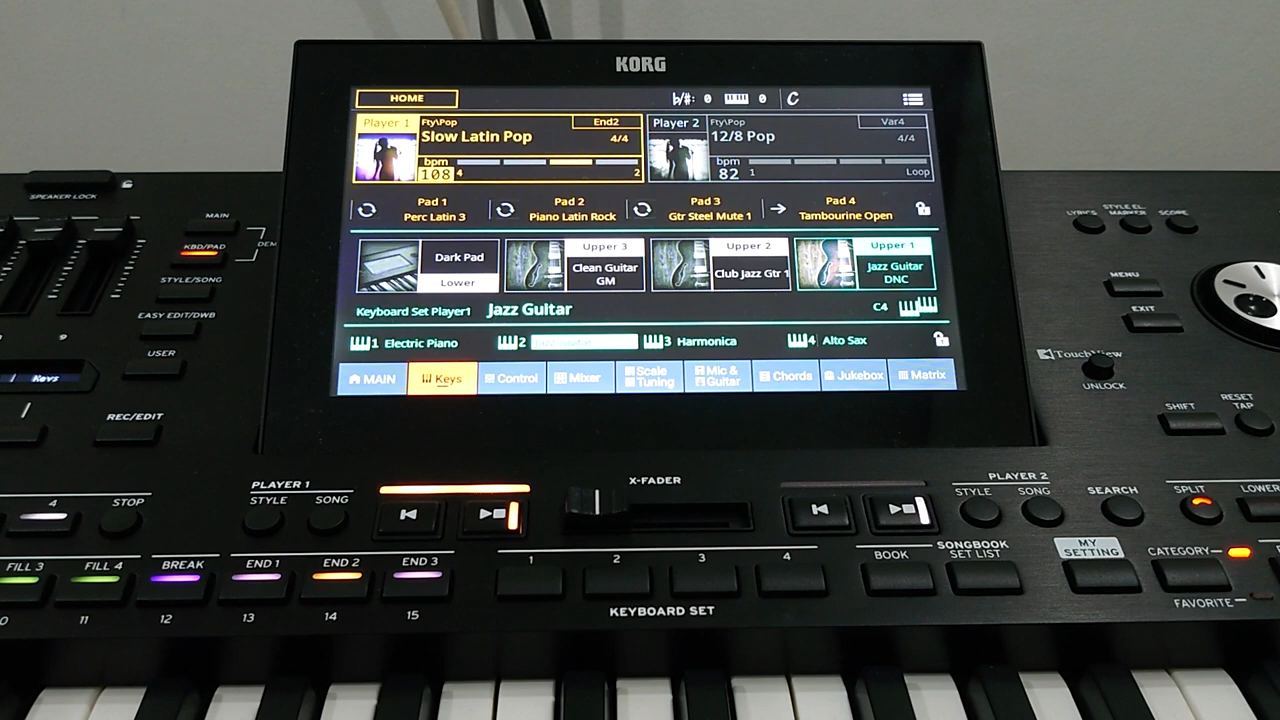 KORG
HOME
♭/♯: 0 0 C
Player 1 Fty\Pop End2
Slow Latin Pop 4/4
bpm
108 4 2
Player 2 Fty\Pop Var4
12/8 Pop 4/4
bpm
82 1 Loop
Pad 1 Pad 2 Pad 3 Pad 4
Perc Latin 3 Piano Latin Rock Gtr Steel Mute 1 Tambourine Open
Dark Pad
Lower
Upper 3
Clean Guitar
GM
Upper 2
Club Jazz Gtr 1
Upper 1
Jazz Guitar
DNC
Keyboard Set Player1 Jazz Guitar C4
1 Electric Piano 2 Jazz Guitar 3 Harmonica 4 Alto Sax
MAIN Keys Control Mixer Scale Tuning Mic & Guitar Chords Jukebox Matrix
SPEAKER LOCK
MAIN
KBD/PAD
STYLE/SONG
EASY EDIT/DWB
9 USER
Keys
REC/EDIT
LYRICS STYLE EL. MARKER SCORE
MENU
EXIT
TouchView
UNLOCK
SHIFT RESET TAP
4 STOP
PLAYER 1
STYLE SONG
X-FADER
PLAYER 2
STYLE SONG SEARCH SPLIT LOWER
FILL 3 FILL 4 BREAK END 1 END 2 END 3
0 11 12 13 14 15
1 2 3 4
KEYBOARD SET
BOOK SONGBOOK SET LIST
MY SETTING
CATEGORY
FAVORITE